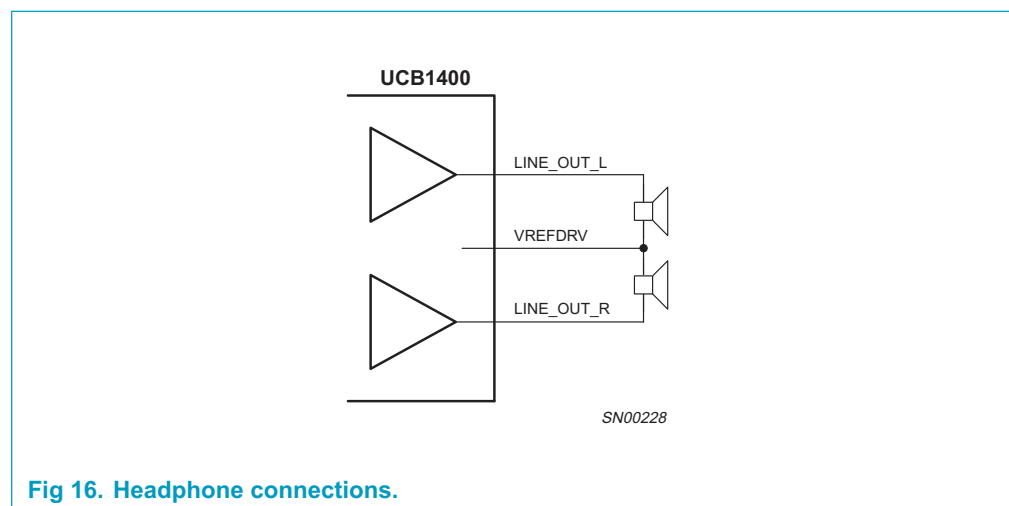 UCB1400
LINE_OUT_L
VREFDRV
LINE_OUT_R
SN00228
Fig 16. Headphone connections.